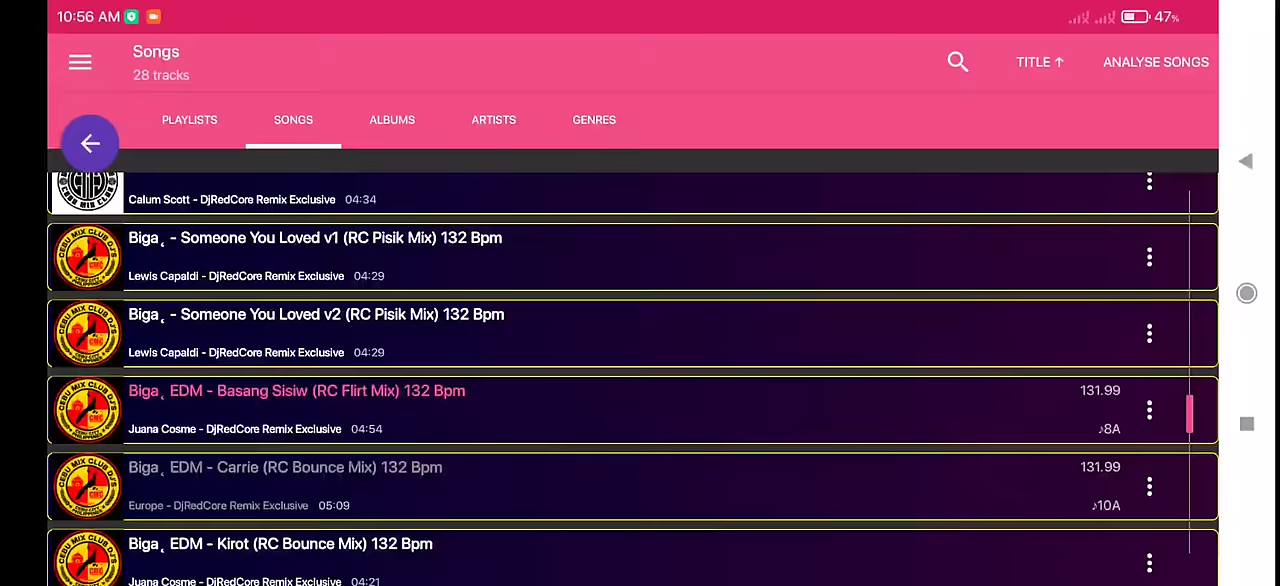 10:56 AM 47%
Songs
28 tracks
TITLE ↑ ANALYSE SONGS
PLAYLISTS SONGS ALBUMS ARTISTS GENRES
Calum Scott - DjRedCore Remix Exclusive 04:34
Biga˛ - Someone You Loved v1 (RC Pisik Mix) 132 Bpm
Lewis Capaldi - DjRedCore Remix Exclusive 04:29
Biga˛ - Someone You Loved v2 (RC Pisik Mix) 132 Bpm
Lewis Capaldi - DjRedCore Remix Exclusive 04:29
Biga˛ EDM - Basang Sisiw (RC Flirt Mix) 132 Bpm 131.99
Juana Cosme - DjRedCore Remix Exclusive 04:54 ♪8A
Biga˛ EDM - Carrie (RC Bounce Mix) 132 Bpm 131.99
Europe - DjRedCore Remix Exclusive 05:09 ♪10A
Biga˛ EDM - Kirot (RC Bounce Mix) 132 Bpm
Juana Cosme - DjRedCore Remix Exclusive 04:21